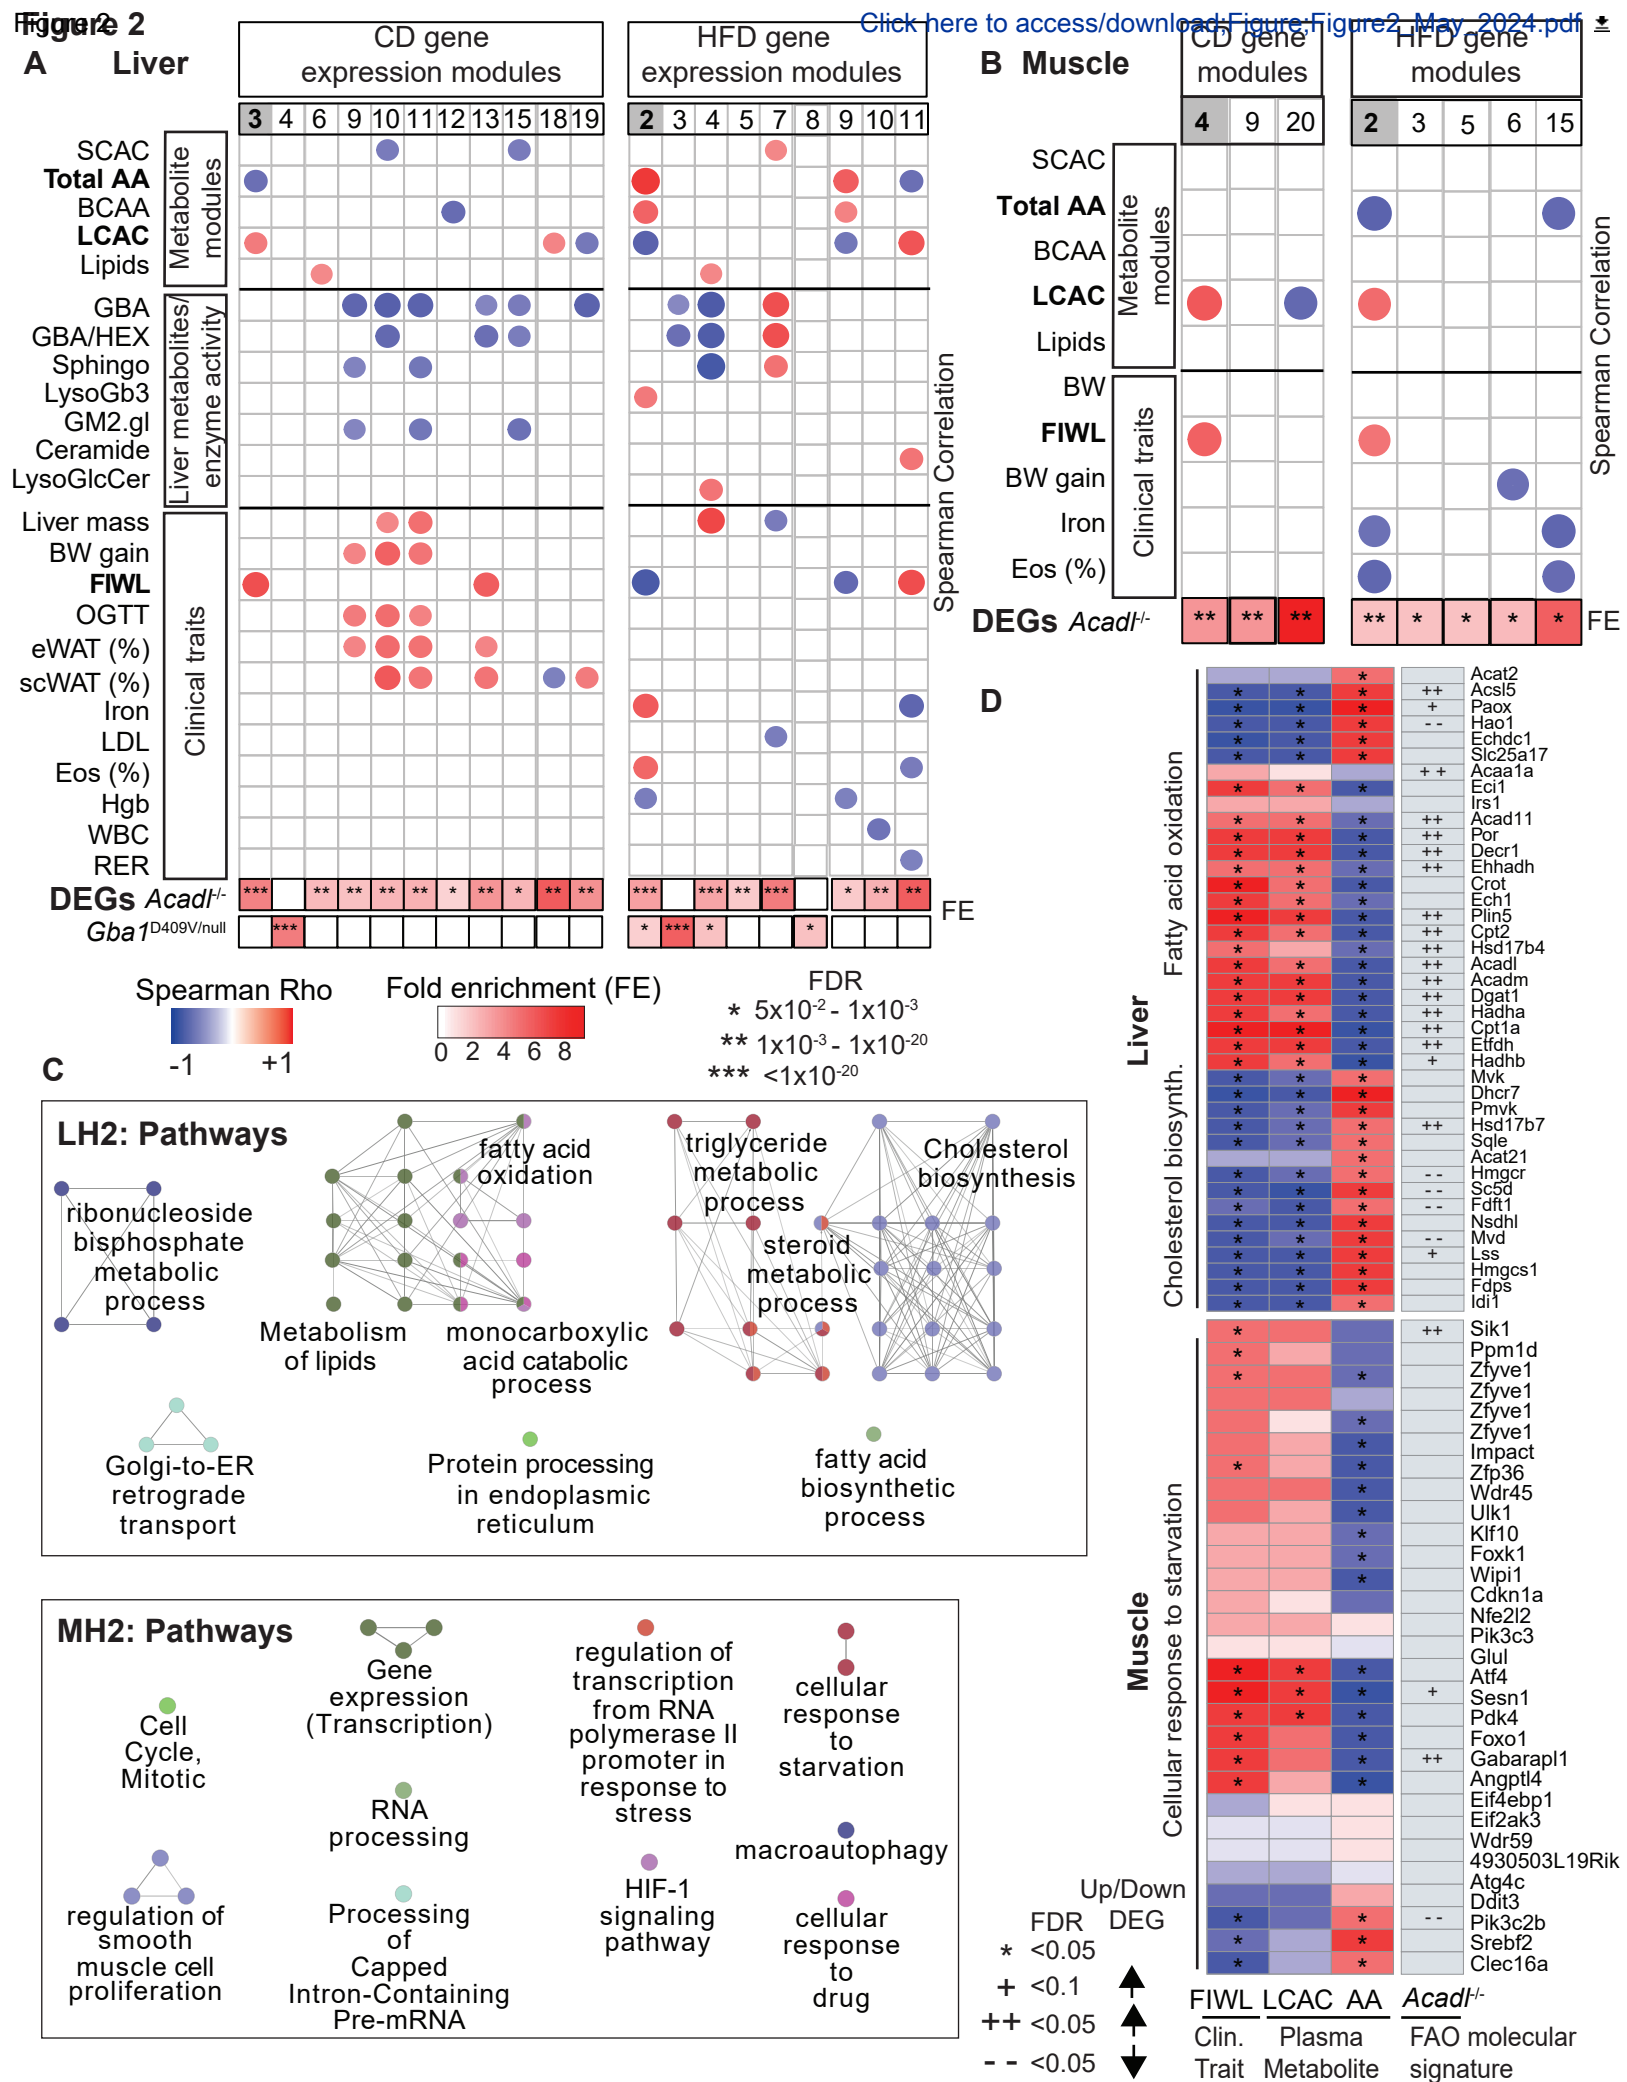 Figure 2
Figure 2
Click here to access/download;Figure;Figure2_May_2024.pdf
A Liver
CD gene
expression modules
HFD gene
expression modules
3 4 6 9 10 11 12 13 15 18 19
2 3 4 5 7 8 9 10 11
Metabolite
modules
SCAC
Total AA
BCAA
LCAC
Lipids
Liver metabolites/
enzyme activity
GBA
GBA/HEX
Sphingo
LysoGb3
GM2.gl
Ceramide
LysoGlcCer
Clinical traits
Liver mass
BW gain
FIWL
OGTT
eWAT (%)
scWAT (%)
Iron
LDL
Eos (%)
Hgb
WBC
RER
Spearman Correlation
DEGs Acadl-/-
*** ** ** ** ** * ** * ** **
*** *** ** *** * ** **
Gba1D409V/null
***
* *** * *
FE
Spearman Rho
-1 +1
Fold enrichment (FE)
0 2 4 6 8
FDR
* 5x10-2 - 1x10-3
** 1x10-3 - 1x10-20
*** <1x10-20
B Muscle
CD gene
modules
HFD gene
modules
4 9 20
2 3 5 6 15
Metabolite
modules
SCAC
Total AA
BCAA
LCAC
Lipids
Clinical traits
BW
FIWL
BW gain
Iron
Eos (%)
Spearman Correlation
DEGs Acadl-/-
** ** **
** * * * *
FE
C
LH2: Pathways
ribonucleoside
bisphosphate
metabolic
process
fatty acid
oxidation
Metabolism
of lipids
monocarboxylic
acid catabolic
process
triglyceride
metabolic
process
steroid
metabolic
process
Cholesterol
biosynthesis
Golgi-to-ER
retrograde
transport
Protein processing
in endoplasmic
reticulum
fatty acid
biosynthetic
process
MH2: Pathways
Cell
Cycle,
Mitotic
Gene
expression
(Transcription)
regulation of
transcription
from RNA
polymerase II
promoter in
response to
stress
cellular
response
to
starvation
RNA
processing
macroautophagy
regulation of
smooth
muscle cell
proliferation
Processing
of
Capped
Intron-Containing
Pre-mRNA
HIF-1
signaling
pathway
cellular
response
to
drug
D
Liver
Fatty acid oxidation
Cholesterol biosynth.
* Acat2
* * * ++ Acsl5
* * * + Paox
* * * - - Hao1
* * * Echdc1
* * * Slc25a17
+ + Acaa1a
* * * Eci1
Irs1
* * * ++ Acad11
* * * ++ Por
* * * ++ Decr1
* * * ++ Ehhadh
* * * Crot
* * * Ech1
* * * ++ Plin5
* * * ++ Cpt2
* * ++ Hsd17b4
* * * ++ Acadl
* * * ++ Acadm
* * * ++ Dgat1
* * * ++ Hadha
* * * ++ Cpt1a
* * * ++ Etfdh
* * * + Hadhb
* * * Mvk
* * * Dhcr7
* * * Pmvk
* * * ++ Hsd17b7
* * * Sqle
* Acat21
* * * - - Hmgcr
* * * - - Sc5d
* * * - - Fdft1
* * * Nsdhl
* * * - - Mvd
* * * + Lss
* * * Hmgcs1
* * * Fdps
* * * Idi1
Muscle
Cellular response to starvation
* ++ Sik1
* Ppm1d
* * Zfyve1
Zfyve1
* Zfyve1
* Zfyve1
Impact
* * Zfp36
* Wdr45
* Ulk1
* Klf10
* Foxk1
* Wipi1
Cdkn1a
Nfe2l2
Pik3c3
Glul
* * * Atf4
* * * + Sesn1
* * * Pdk4
* * Foxo1
* * ++ Gabarapl1
* * Angptl4
Eif4ebp1
Eif2ak3
Wdr59
4930503L19Rik
Atg4c
Ddit3
* * - - Pik3c2b
* * Srebf2
* * Clec16a
FIWL LCAC AA Acadl-/-
Clin.
Trait
Plasma
Metabolite
FAO molecular
signature
Up/Down
FDR DEG
* <0.05
+ <0.1
++ <0.05
- - <0.05